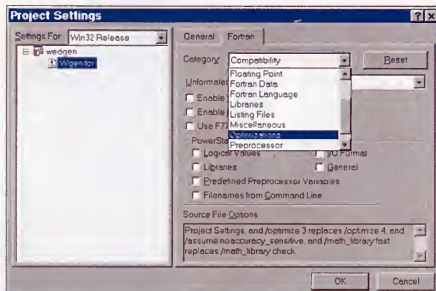 Project Settings
Settings For: Win32 Release
wedgen
Wgen.for
General Fortran
Category: Compatibility
Reset
Floating Point
Fortran Data
Fortran Language
Libraries
Listing Files
Miscellaneous
Optimizations
Preprocessor
Unformatted
Enable
Enable
Use F77
PowerSta
Logical Values
I/O Format
Libraries
General
Predefined Preprocessor Variables
Filenames from Command Line
Source File Options
Project Settings, and /optimize:3 replaces /optimize:4, and
/assume:noaccuracy_sensitive, and /math_library:fast
replaces /math_library:check.
OK
Cancel